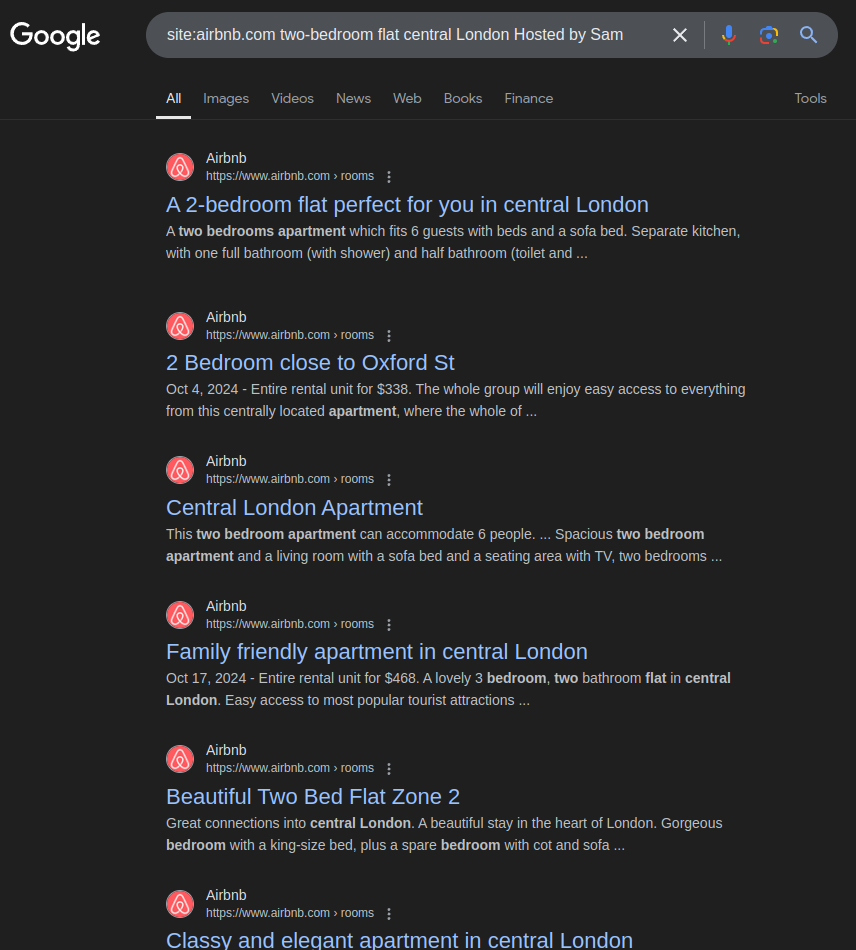 Google
site:airbnb.com two-bedroom flat central London Hosted by Sam
All Images Videos News Web Books Finance Tools
Airbnb
https://www.airbnb.com › rooms
A 2-bedroom flat perfect for you in central London
A two bedrooms apartment which fits 6 guests with beds and a sofa bed. Separate kitchen,
with one full bathroom (with shower) and half bathroom (toilet and ...
Airbnb
https://www.airbnb.com › rooms
2 Bedroom close to Oxford St
Oct 4, 2024 - Entire rental unit for $338. The whole group will enjoy easy access to everything
from this centrally located apartment, where the whole of ...
Airbnb
https://www.airbnb.com › rooms
Central London Apartment
This two bedroom apartment can accommodate 6 people. ... Spacious two bedroom
apartment and a living room with a sofa bed and a seating area with TV, two bedrooms ...
Airbnb
https://www.airbnb.com › rooms
Family friendly apartment in central London
Oct 17, 2024 - Entire rental unit for $468. A lovely 3 bedroom, two bathroom flat in central
London. Easy access to most popular tourist attractions ...
Airbnb
https://www.airbnb.com › rooms
Beautiful Two Bed Flat Zone 2
Great connections into central London. A beautiful stay in the heart of London. Gorgeous
bedroom with a king-size bed, plus a spare bedroom with cot and sofa ...
Airbnb
https://www.airbnb.com › rooms
Classy and elegant apartment in central London